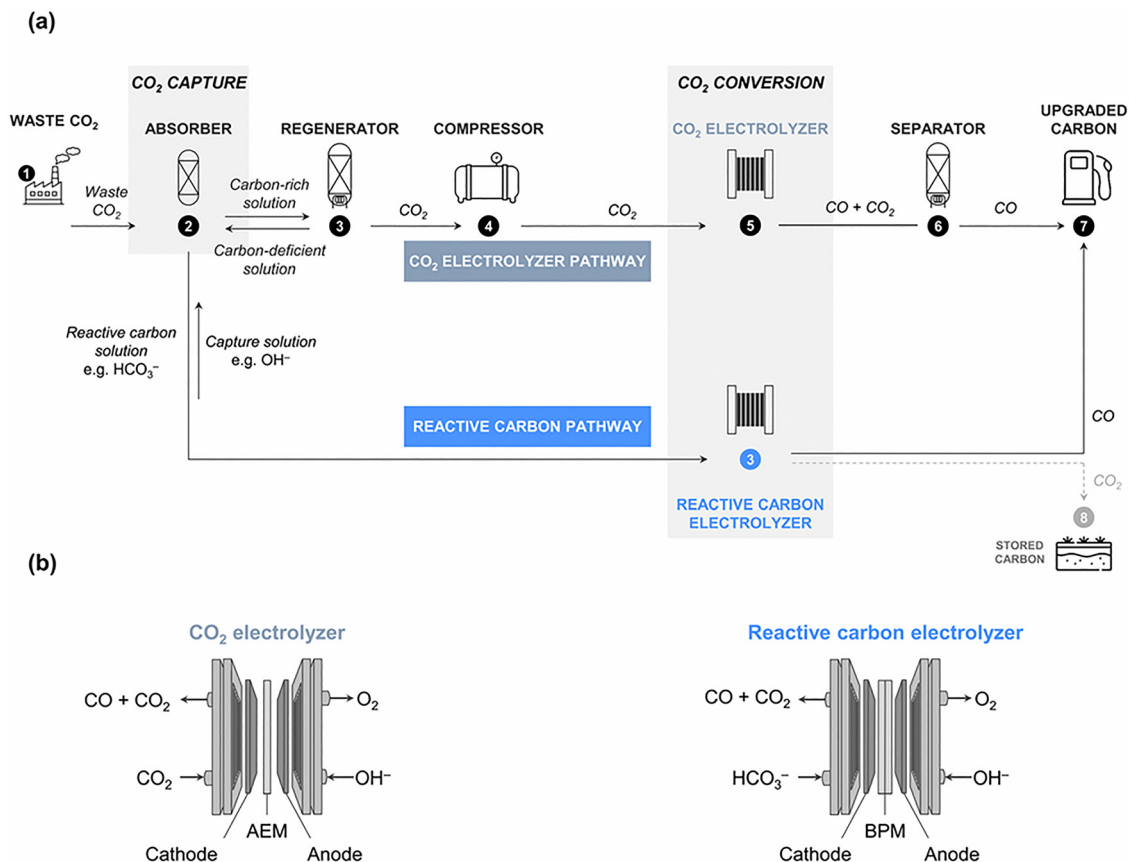 (a)
CO₂ CAPTURE
CO₂ CONVERSION
WASTE CO₂
ABSORBER
REGENERATOR
COMPRESSOR
CO₂ ELECTROLYZER
SEPARATOR
UPGRADED
CARBON
1
Waste
CO₂
2
Carbon-rich
solution
Carbon-deficient
solution
3
CO₂
4
CO₂
5
CO + CO₂
6
CO
7
CO₂ ELECTROLYZER PATHWAY
Reactive carbon
solution
e.g. HCO₃⁻
Capture solution
e.g. OH⁻
REACTIVE CARBON PATHWAY
3
REACTIVE CARBON
ELECTROLYZER
CO
CO₂
8
STORED
CARBON
(b)
CO₂ electrolyzer
CO + CO₂
O₂
CO₂
OH⁻
AEM
Cathode
Anode
Reactive carbon electrolyzer
CO + CO₂
O₂
HCO₃⁻
OH⁻
BPM
Cathode
Anode